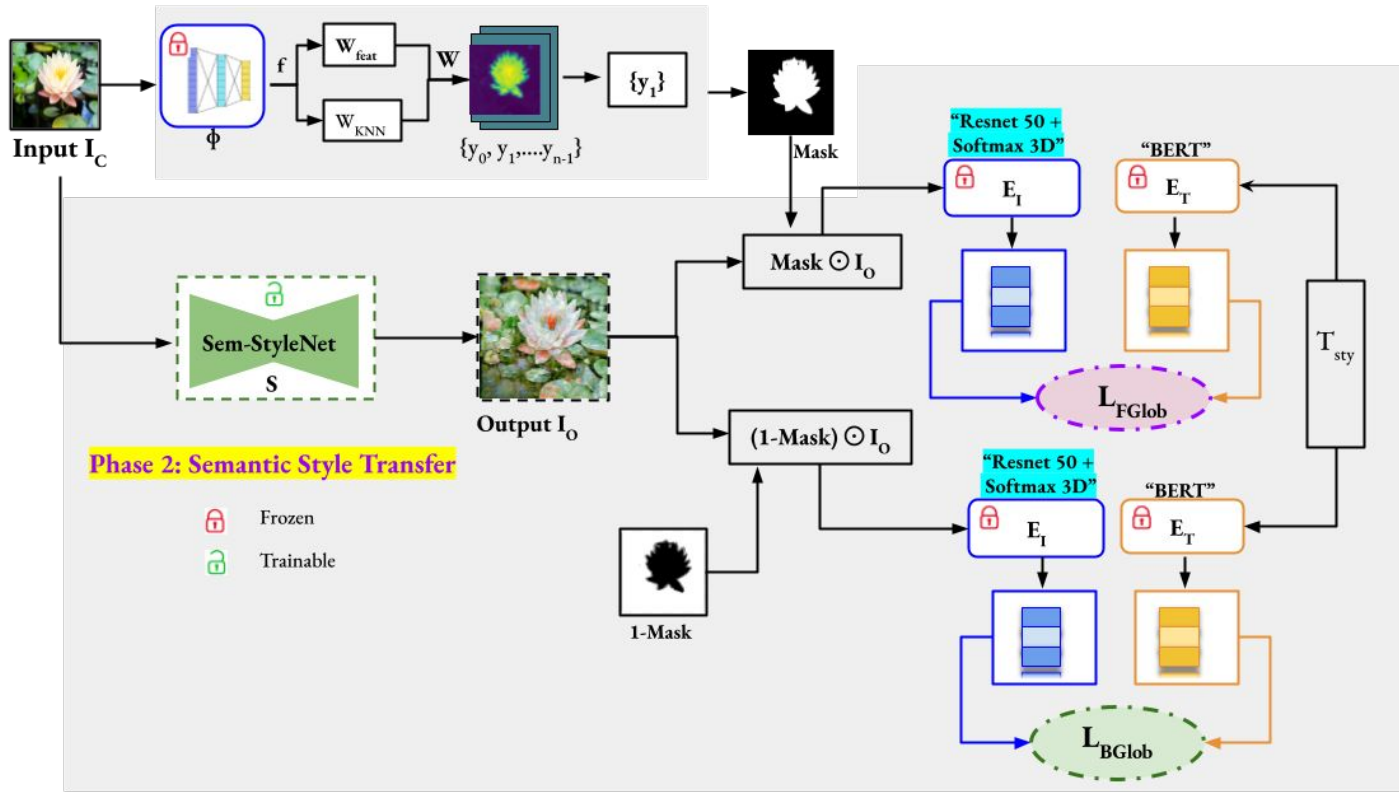 Input I_C
ϕ
f
W_feat
W_KNN
W
{y_0, y_1,....y_n-1}
{y_1}
Mask
"Resnet 50 +
Softmax 3D"
E_I
"BERT"
E_T
Mask ⊙ I_O
Sem-StyleNet
S
Output I_O
L_FGlob
T_sty
(1-Mask) ⊙ I_O
Phase 2: Semantic Style Transfer
Frozen
Trainable
1-Mask
"Resnet 50 +
Softmax 3D"
E_I
"BERT"
E_T
L_BGlob